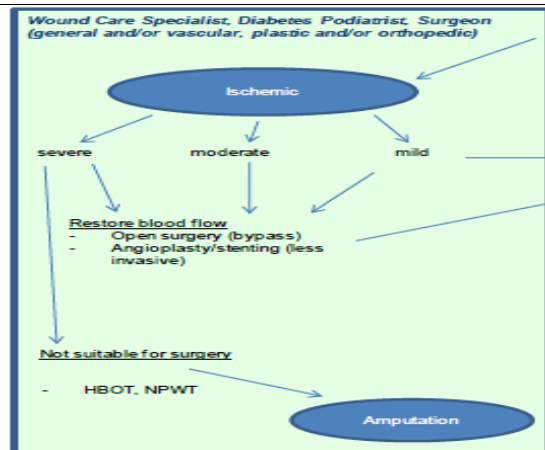 Wound Care Specialist, Diabetes Podiatrist, Surgeon
(general and/or vascular, plastic and/or orthopedic)
Ischemic
severe moderate mild
Restore blood flow
- Open surgery (bypass)
- Angioplasty/stenting (less
invasive)
Not suitable for surgery
- HBOT, NPWT
Amputation